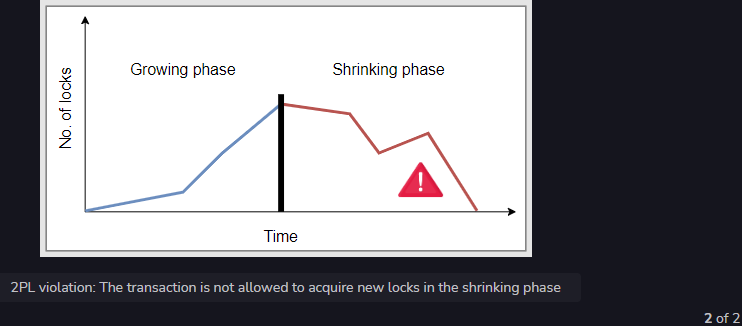 Growing phase
Shrinking phase
No. of locks
!
Time
2PL violation: The transaction is not allowed to acquire new locks in the shrinking phase
2 of 2